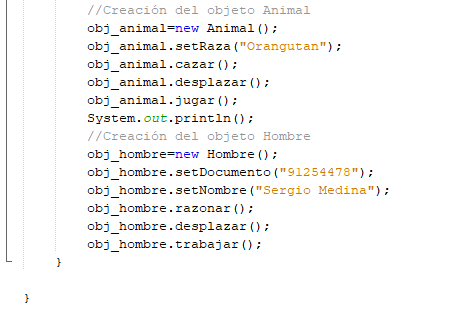 //Creación del objeto Animal
obj_animal=new Animal();
obj_animal.setRaza("Orangutan");
obj_animal.cazar();
obj_animal.desplazar();
obj_animal.jugar();
System.out.println();
//Creación del objeto Hombre
obj_hombre=new Hombre();
obj_hombre.setDocumento("91254478");
obj_hombre.setNombre("Sergio Medina");
obj_hombre.razonar();
obj_hombre.desplazar();
obj_hombre.trabajar();
}
}